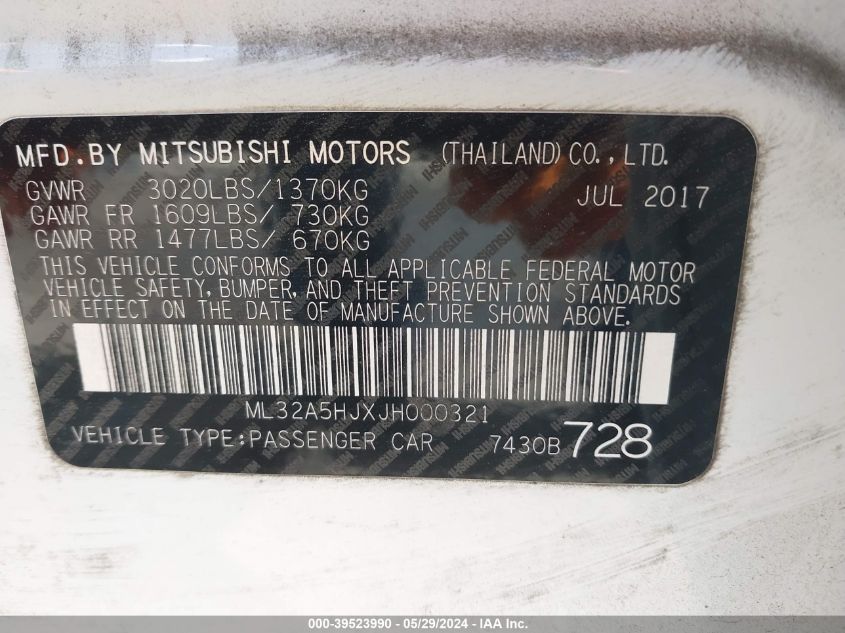 MFD.BY MITSUBISHI MOTORS (THAILAND)CO.,LTD.
GVWR 3020LBS/1370KG JUL 2017
GAWR FR 1609LBS/ 730KG
GAWR RR 1477LBS/ 670KG
THIS VEHICLE CONFORMS TO ALL APPLICABLE FEDERAL MOTOR
VEHICLE SAFETY, BUMPER, AND THEFT PREVENTION STANDARDS
IN EFFECT ON THE DATE OF MANUFACTURE SHOWN ABOVE.
ML32A5HJXJH000321
VEHICLE TYPE:PASSENGER CAR 7430B 728
000-39523990 - 05/29/2024 - IAA Inc.